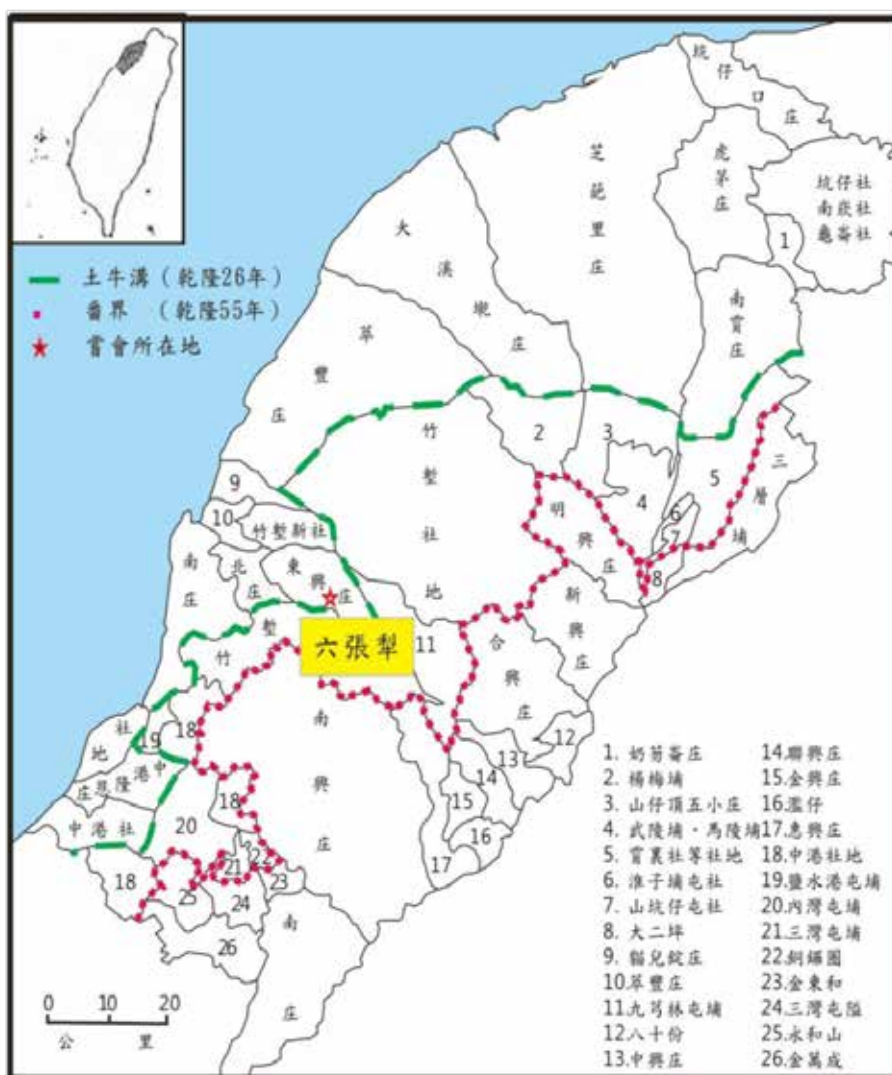 土牛溝（乾隆26年）
番界　（乾隆55年）
嘗會所在地
坑仔口庄
芝葩里庄
虎茅庄
坑仔社
南崁社
龜崙社
1
大溪墘庄
南霄庄
萃豐庄
竹塹社地
2
3
4
5
三層埔
6
7
8
9
10
竹塹新社
明興庄
南庄
北庄
東興庄
新興庄
六張犁
11
合興庄
竹塹
12
13
14
15
16
17
社地
19
18
中港隆恩庄
南興庄
中港社
20
18
21
22
23
18
25
24
26
南庄
0 10 20
公里
1. 奶笏崙庄
2. 楊梅埔
3. 山仔頂五小庄
4. 武陵埔、馬陵埔
5. 霄裏社等社地
6. 淮子埔屯社
7. 山坑仔屯社
8. 大二坪
9. 貓兒錠庄
10.萃豐庄
11.九芎林屯埔
12.八十份
13.中興庄
14.聯興庄
15.金興庄
16.濫仔
17.惠興庄
18.中港社地
19.鹽水港屯埔
20.內灣屯埔
21.三灣屯埔
22.銅鑼圈
23.金東和
24.三灣屯隘
25.永和山
26.金萬成